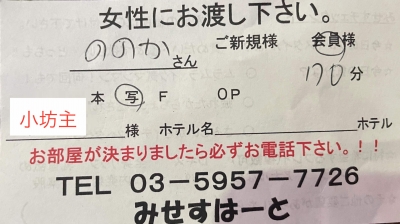 女性にお渡し下さい。
ののか さん ご新規様 会員様
170分
本 写 F OP
小坊主 様 ホテル名 ホテル
お部屋が決まりましたら必ずお電話下さい。!!
TEL 03-5957-7726
みせすはーと